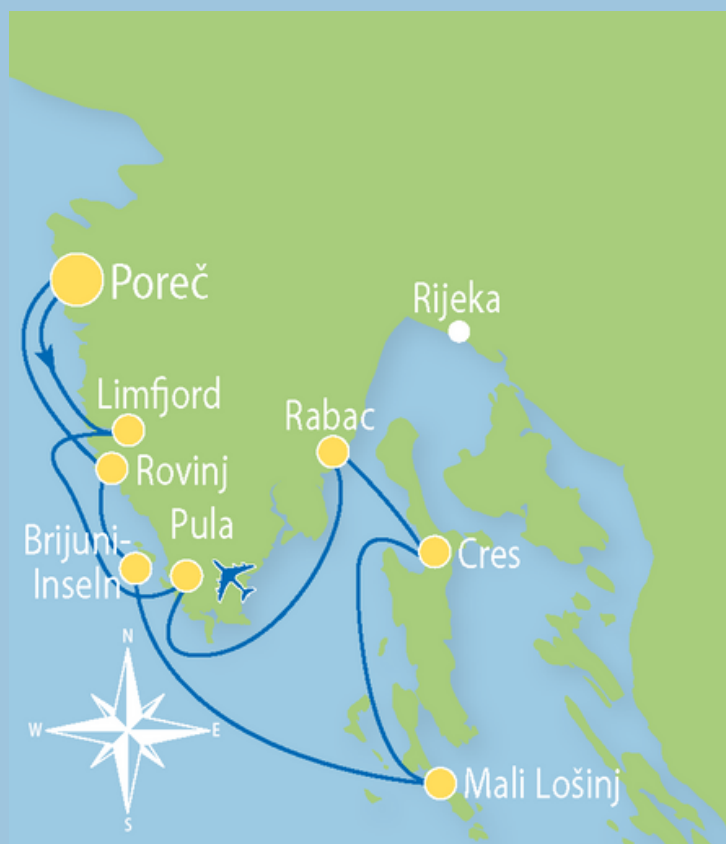 Poreč
Rijeka
Limfjord
Rabac
Rovinj
Pula
Brijuni-
Inseln
Cres
N
W
E
S
Mali Lošinj